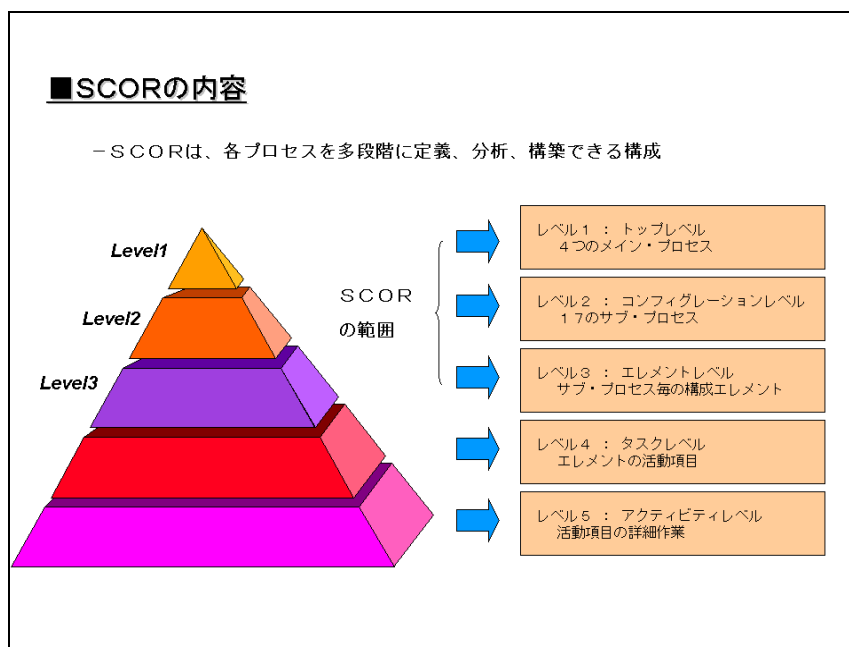 ■SCORの内容
－ＳＣＯＲは、各プロセスを多段階に定義、分析、構築できる構成
Level1
Level2
Level3
ＳＣＯＲ
の範囲
レベル１ ： トップレベル
４つのメイン・プロセス
レベル２ ： コンフィグレーションレベル
１７のサブ・プロセス
レベル３ ： エレメントレベル
サブ・プロセス毎の構成エレメント
レベル４ ： タスクレベル
エレメントの活動項目
レベル５ ： アクティビティレベル
活動項目の詳細作業